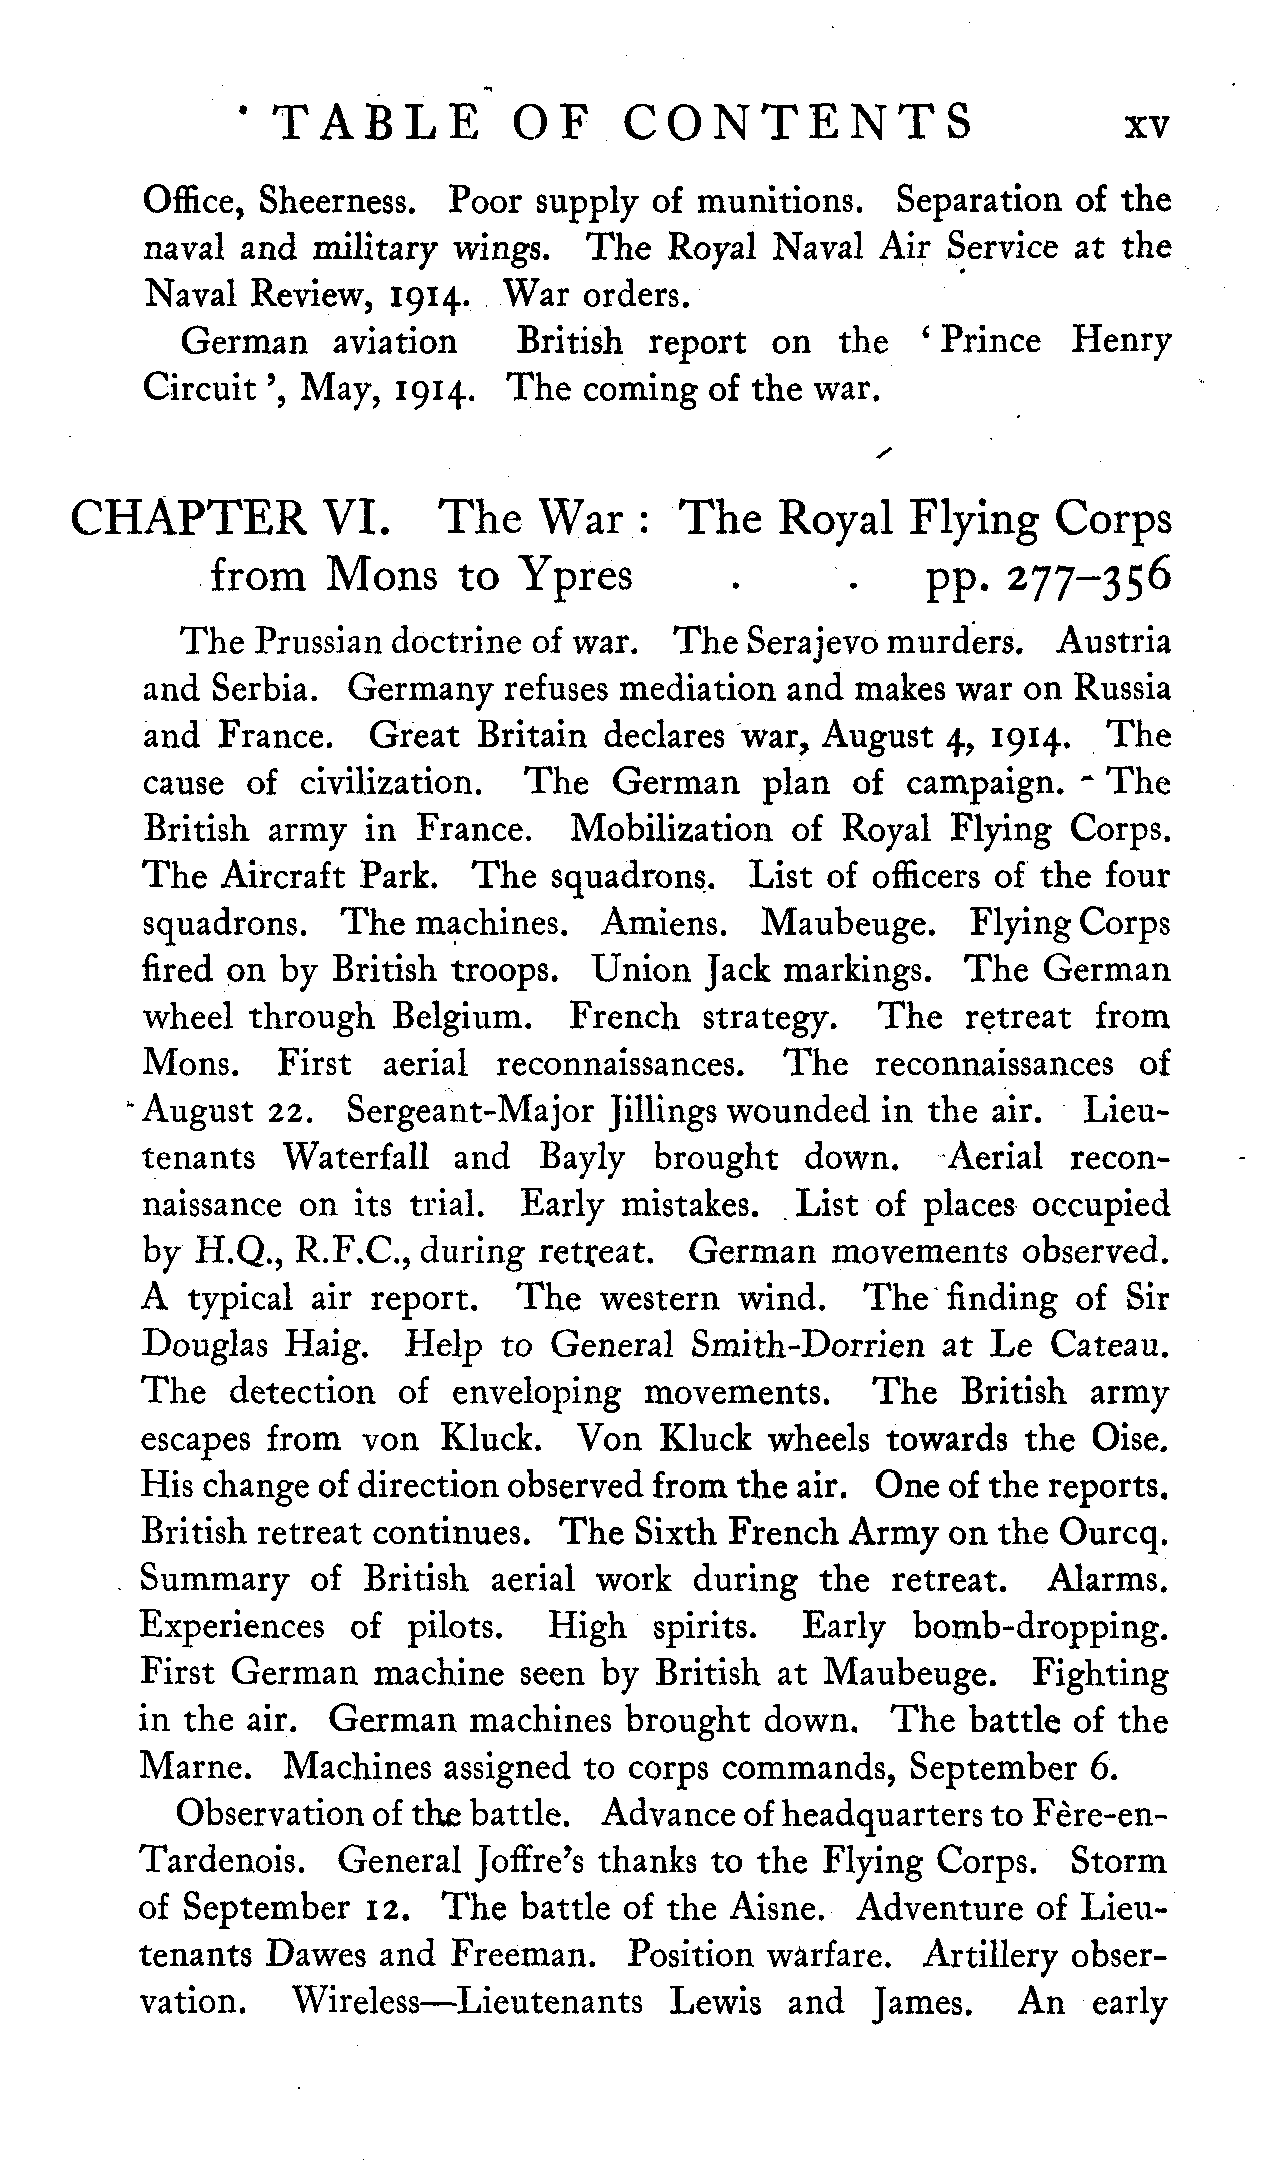 TABLE OF CONTENTS xv
Office, Sheerness. Poor supply of munitions. Separation of the
naval and military wings. The Royal Naval Air Service at the
Naval Review, 1914. War orders.
German aviation British report on the ‘ Prince Henry
Circuit ’, May, 1914. The coming of the war.
CHAPTER VI. The War : The Royal Flying Corps
from Mons to Ypres . . pp. 277–356
The Prussian doctrine of war. The Serajevo murders. Austria
and Serbia. Germany refuses mediation and makes war on Russia
and France. Great Britain declares war, August 4, 1914. The
cause of civilization. The German plan of campaign. The
British army in France. Mobilization of Royal Flying Corps.
The Aircraft Park. The squadrons. List of officers of the four
squadrons. The machines. Amiens. Maubeuge. Flying Corps
fired on by British troops. Union Jack markings. The German
wheel through Belgium. French strategy. The retreat from
Mons. First aerial reconnaissances. The reconnaissances of
August 22. Sergeant-Major Jillings wounded in the air. Lieu-
tenants Waterfall and Bayly brought down. Aerial recon-
naissance on its trial. Early mistakes. List of places occupied
by H.Q., R.F.C., during retreat. German movements observed.
A typical air report. The western wind. The finding of Sir
Douglas Haig. Help to General Smith-Dorrien at Le Cateau.
The detection of enveloping movements. The British army
escapes from von Kluck. Von Kluck wheels towards the Oise.
His change of direction observed from the air. One of the reports.
British retreat continues. The Sixth French Army on the Ourcq.
Summary of British aerial work during the retreat. Alarms.
Experiences of pilots. High spirits. Early bomb-dropping.
First German machine seen by British at Maubeuge. Fighting
in the air. German machines brought down. The battle of the
Marne. Machines assigned to corps commands, September 6.
Observation of the battle. Advance of headquarters to Fère-en-
Tardenois. General Joffre's thanks to the Flying Corps. Storm
of September 12. The battle of the Aisne. Adventure of Lieu-
tenants Dawes and Freeman. Position warfare. Artillery obser-
vation. Wireless—Lieutenants Lewis and James. An early